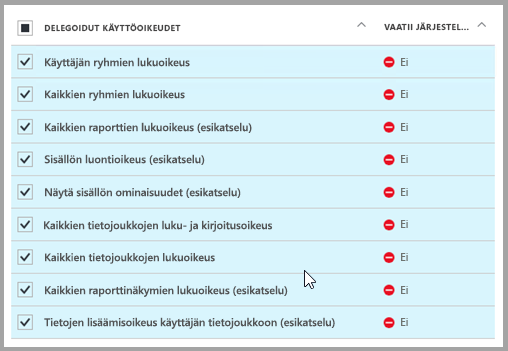 DELEGOIDUT KÄYTTÖOIKEUDET VAATII JÄRJESTEL...
Käyttäjän ryhmien lukuoikeus Ei
Kaikkien ryhmien lukuoikeus Ei
Kaikkien raporttien lukuoikeus (esikatselu) Ei
Sisällön luontioikeus (esikatselu) Ei
Näytä sisällön ominaisuudet (esikatselu) Ei
Kaikkien tietojoukkojen luku- ja kirjoitusoikeus Ei
Kaikkien tietojoukkojen lukuoikeus Ei
Kaikkien raporttinäkymien lukuoikeus (esikatselu) Ei
Tietojen lisäämisoikeus käyttäjän tietojoukkoon (esikatselu) Ei